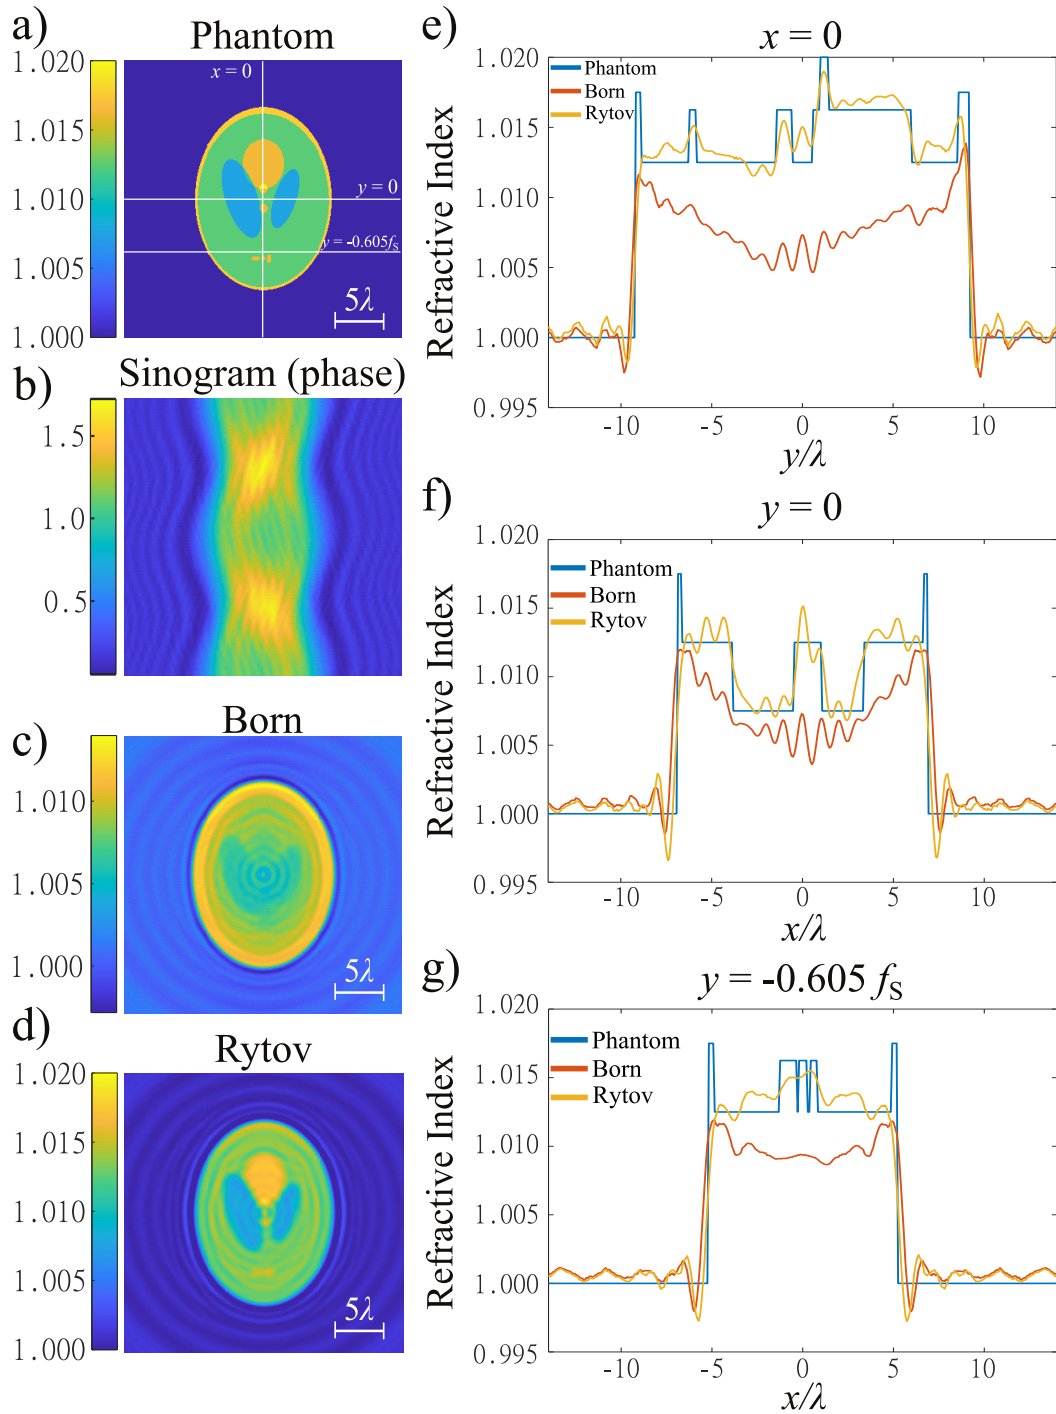 a)
Phantom
1.020
1.015
1.010
1.005
1.000
x = 0
y = 0
y = -0.605fS
5λ
b)
Sinogram (phase)
1.5
1.0
0.5
c)
Born
1.010
1.005
1.000
5λ
d)
Rytov
1.020
1.015
1.010
1.005
1.000
5λ
e)
x = 0
Refractive Index
1.020
1.015
1.010
1.005
1.000
0.995
Phantom
Born
Rytov
-10 -5 0 5 10
y/λ
f)
y = 0
Refractive Index
1.020
1.015
1.010
1.005
1.000
0.995
Phantom
Born
Rytov
-10 -5 0 5 10
x/λ
g)
y = -0.605 fS
Refractive Index
1.020
1.015
1.010
1.005
1.000
0.995
Phantom
Born
Rytov
-10 -5 0 5 10
x/λ